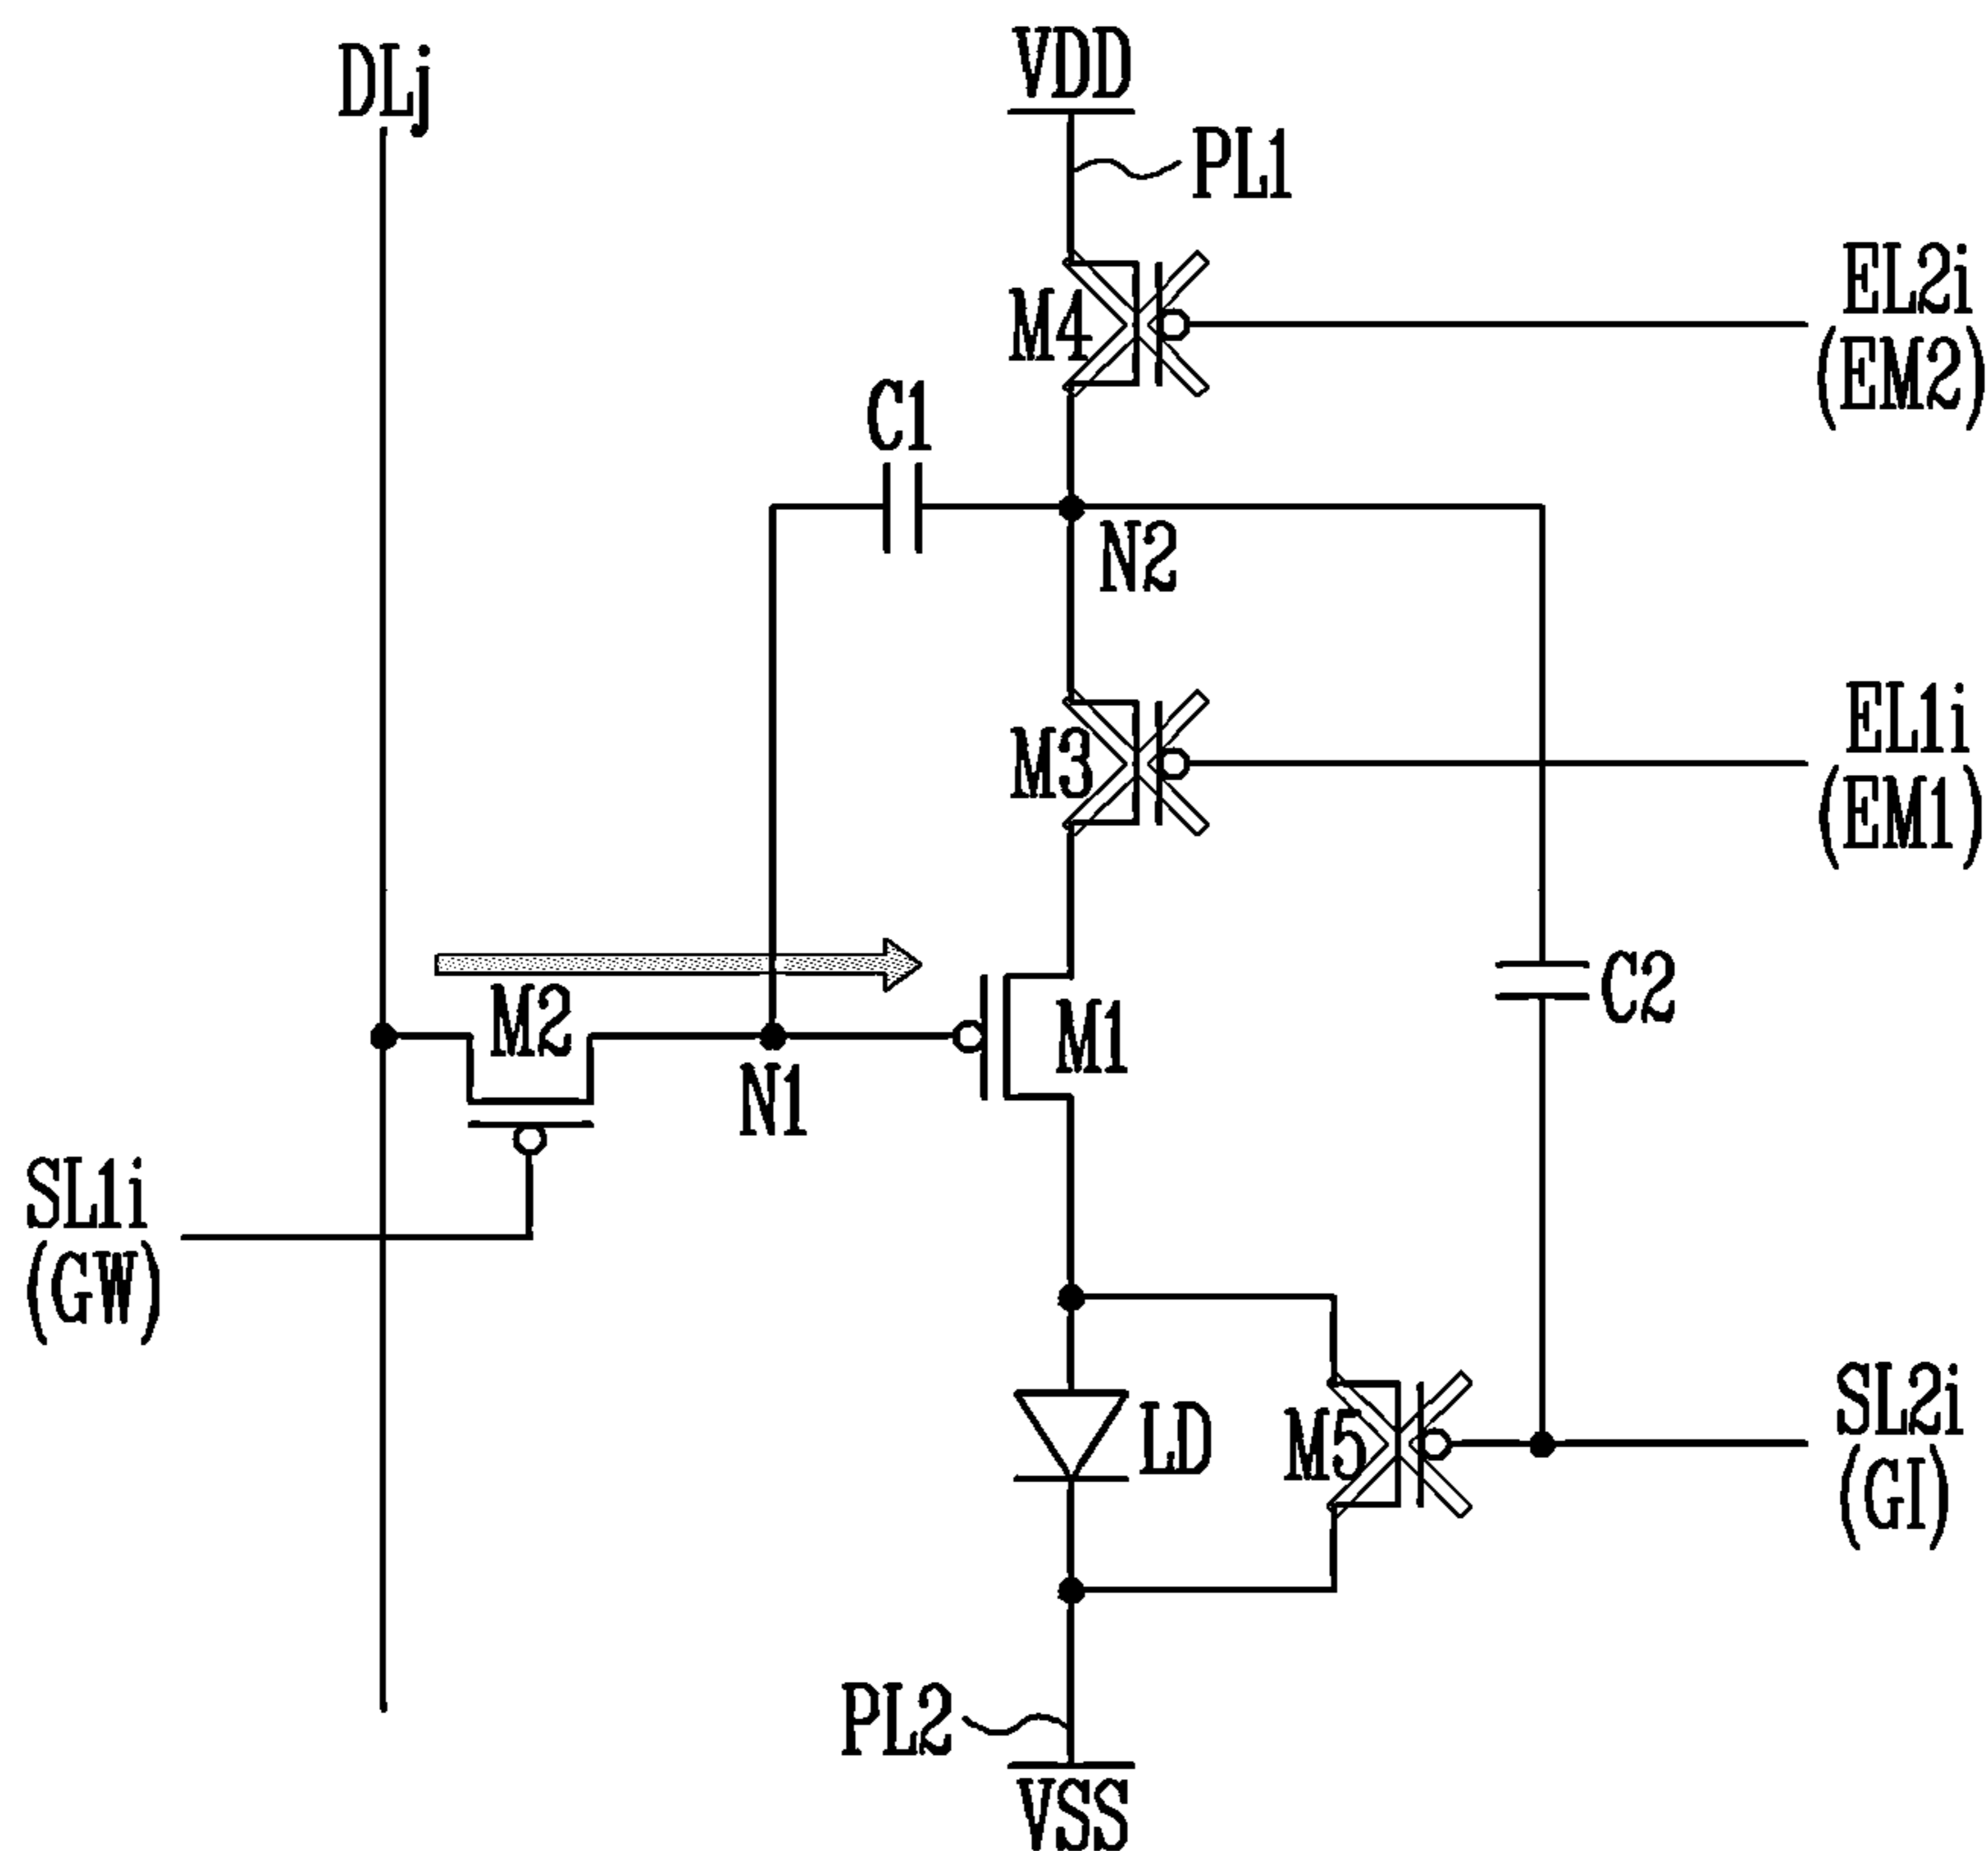 DLj
VDD
PL1
EL2i
(EM2)
M4
C1
N2
EL1i
(EM1)
M3
C2
M2
M1
N1
SL1i
(GW)
LD
M5
SL2i
(GI)
PL2
VSS